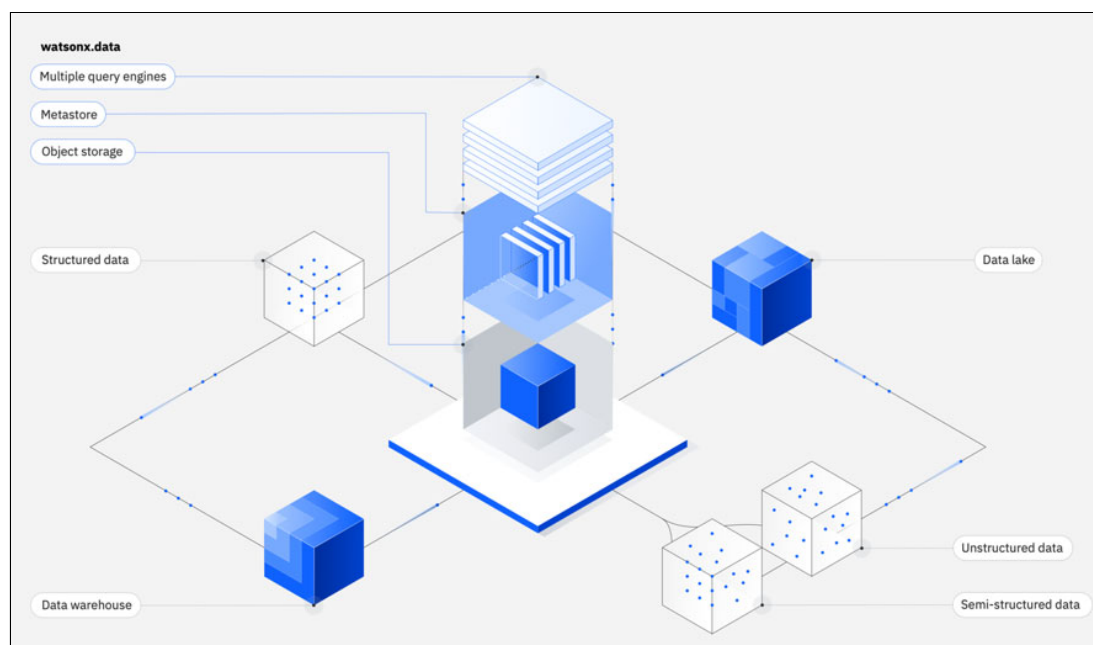 watsonx.data
Multiple query engines
Metastore
Object storage
Structured data
Data lake
Unstructured data
Data warehouse
Semi-structured data